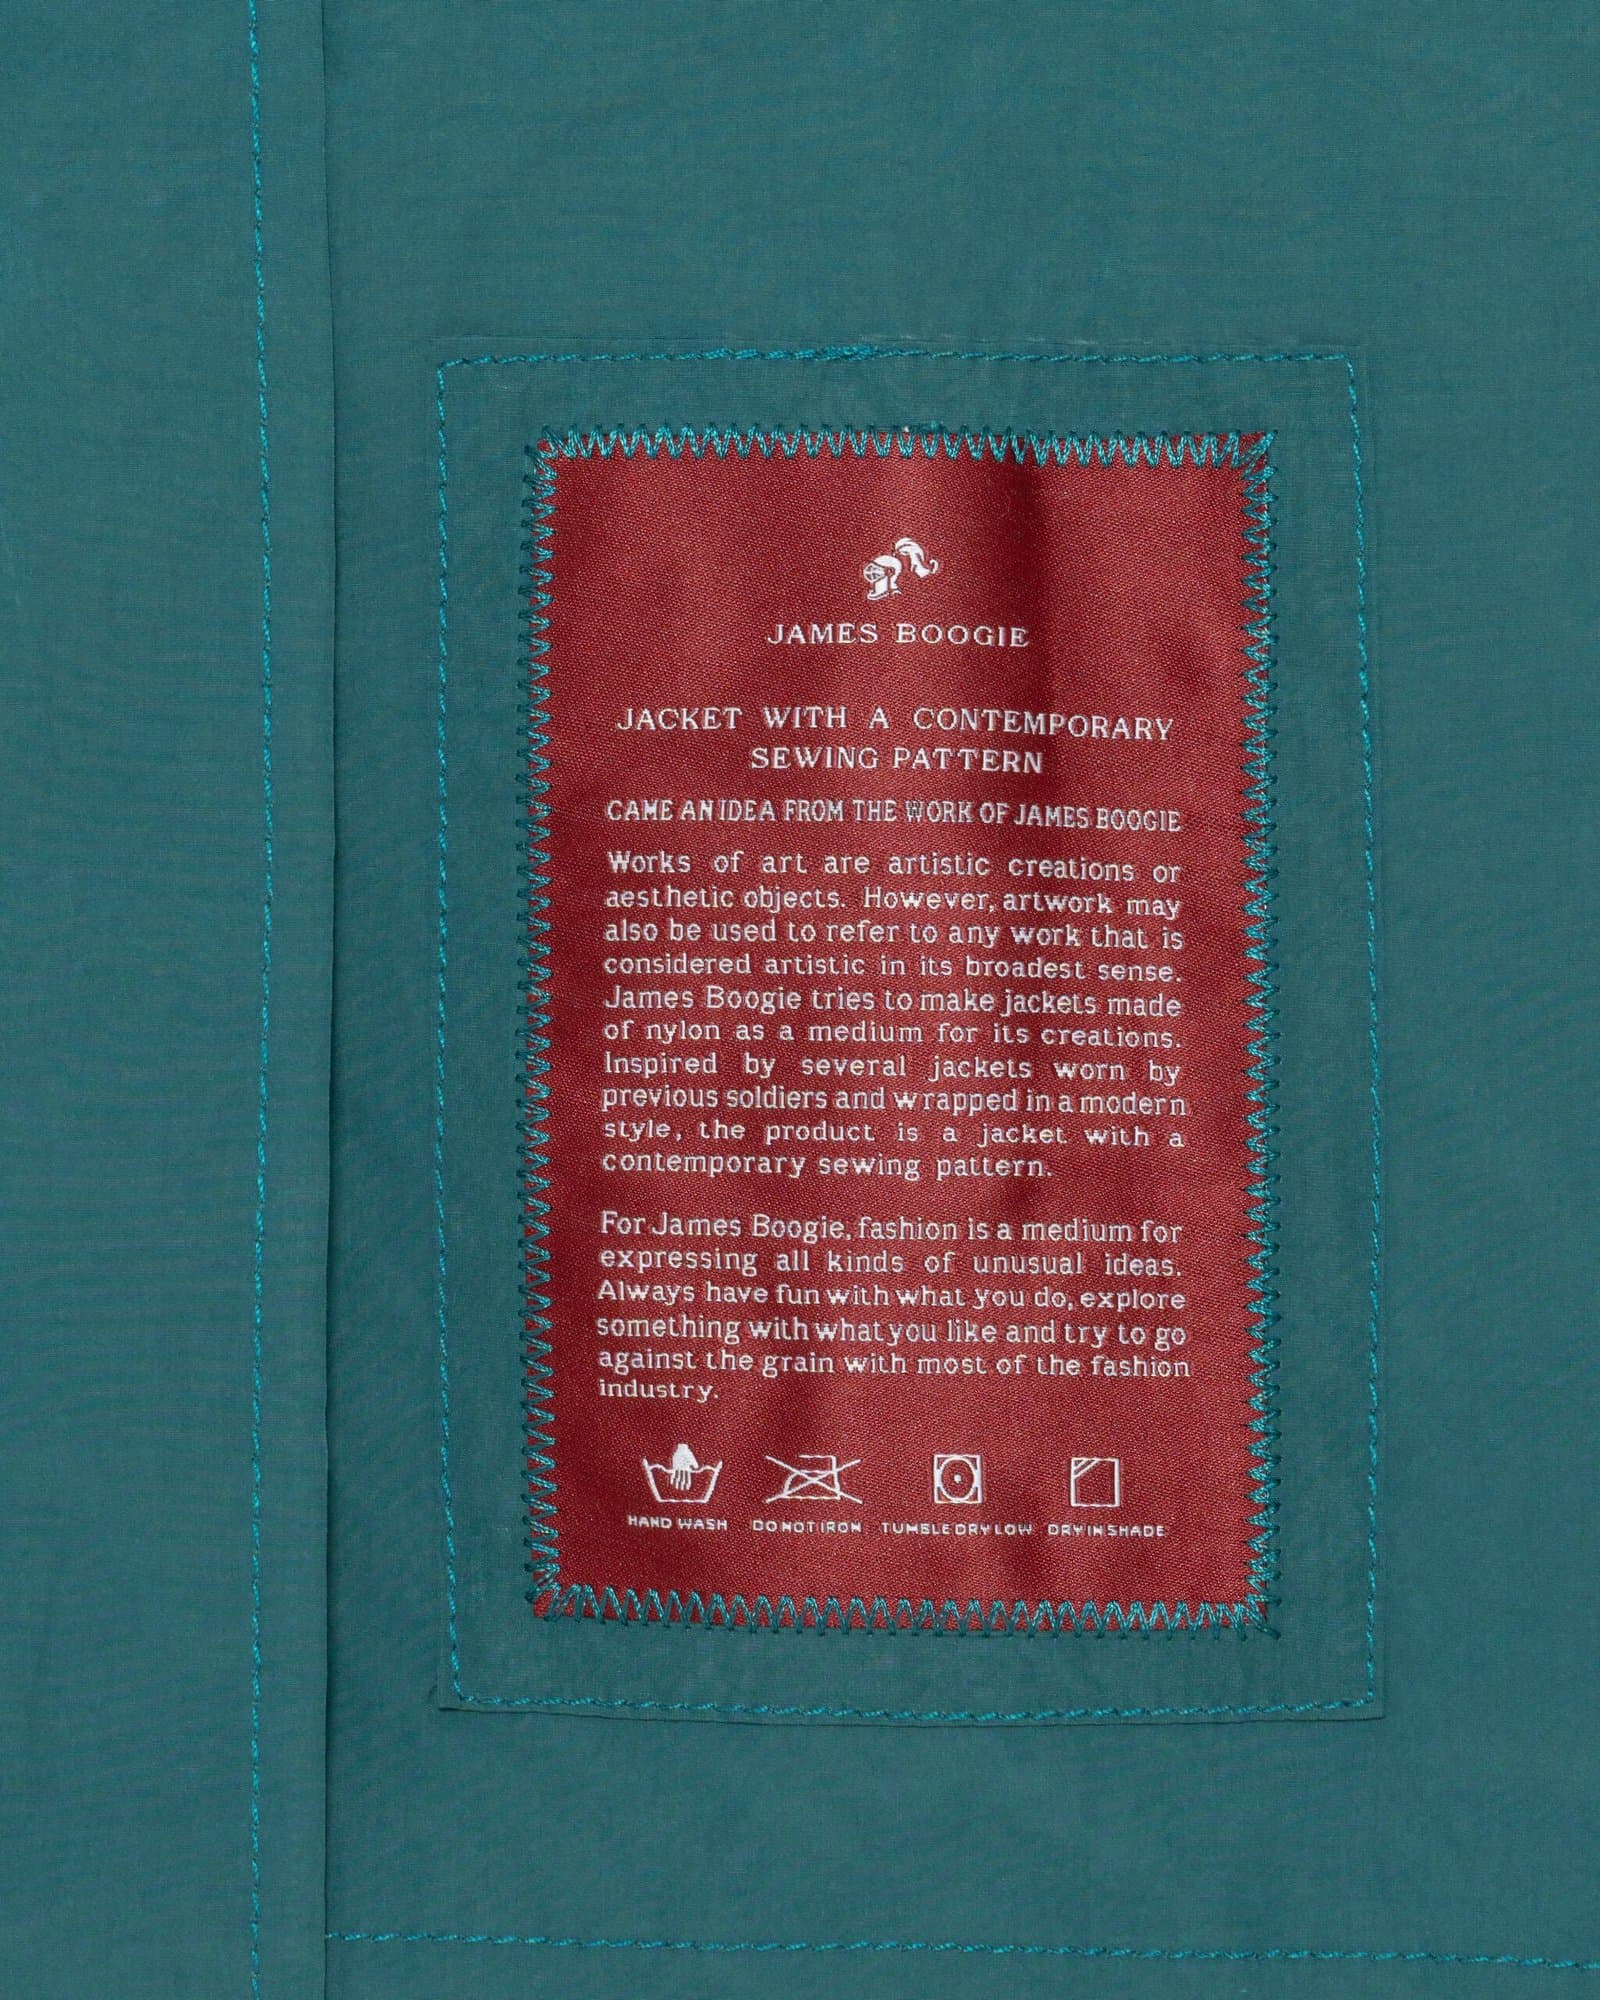 JAMES BOOGIE
JACKET WITH A CONTEMPORARY
SEWING PATTERN
CAME AN IDEA FROM THE WORK OF JAMES BOOGIE
Works of art are artistic creations or
aesthetic objects. However, artwork may
also be used to refer to any work that is
considered artistic in its broadest sense.
James Boogie tries to make jackets made
of nylon as a medium for its creations.
Inspired by several jackets worn by
previous soldiers and wrapped in a modern
style, the product is a jacket with a
contemporary sewing pattern.
For James Boogie, fashion is a medium for
expressing all kinds of unusual ideas.
Always have fun with what you do, explore
something with what you like and try to go
against the grain with most of the fashion
industry.
HAND WASH DO NOT IRON TUMBLE DRY LOW DRY IN SHADE